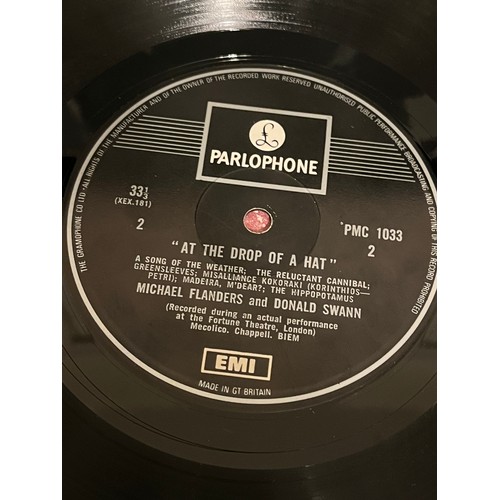 THE GRAMOPHONE CO LTD·ALL RIGHTS OF THE MANUFACTURER AND OF THE OWNER OF THE RECORDED WORK RESERVED UNAUTHORISED PUBLIC PERFORMANCE BROADCASTING AND COPYING OF THIS RECORD PROHIBITED
£
PARLOPHONE
33⅓
(XEX.181)
2
PMC 1033
2
"AT THE DROP OF A HAT"
A SONG OF THE WEATHER; THE RELUCTANT CANNIBAL;
GREENSLEEVES; MISALLIANCE KOKORAKI (KORINTHIOS—
PETRI); MADEIRA, M'DEAR?; THE HIPPOPOTAMUS
MICHAEL FLANDERS and DONALD SWANN
(Recorded during an actual performance
at the Fortune Theatre, London)
Mecolico. Chappell. BIEM
EMI
MADE IN GT BRITAIN